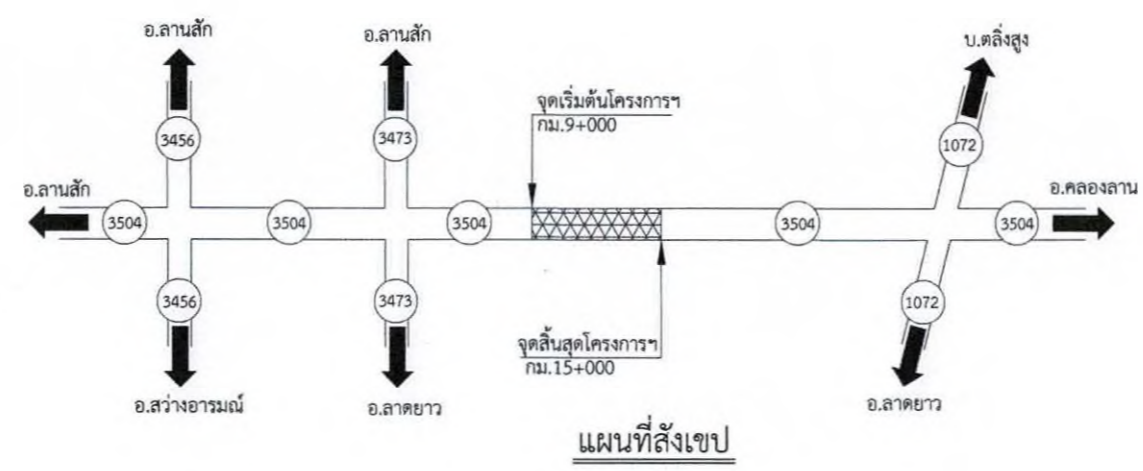 อ.ลานสัก
อ.ลานสัก
บ.ตลิ่งสูง
จุดเริ่มต้นโครงการฯ
กม.9+000
3456
3473
1072
อ.ลานสัก
อ.คลองลาน
3504
3504
3504
3504
3504
3456
3473
1072
จุดสิ้นสุดโครงการฯ
กม.15+000
อ.สว่างอารมณ์
อ.ลาดยาว
อ.ลาดยาว
แผนที่สังเขป